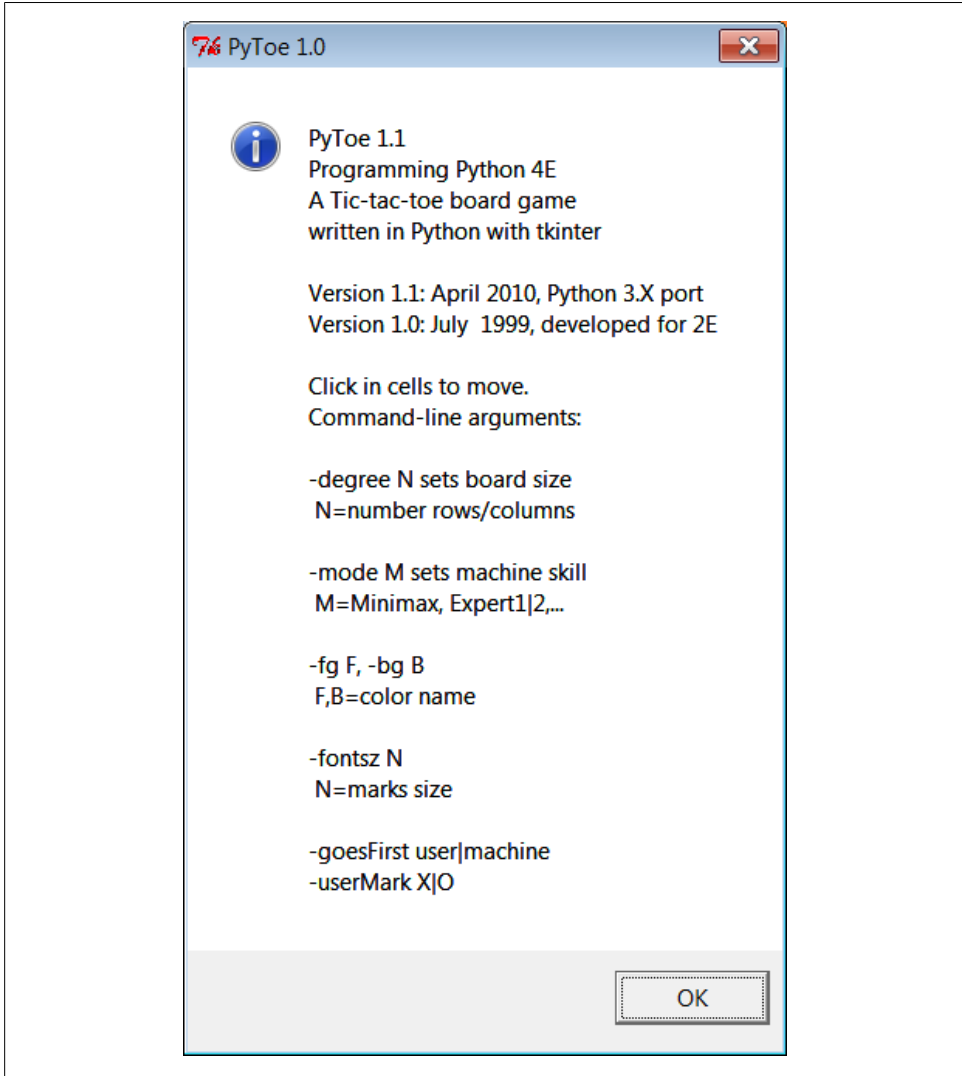 PyToe 1.0
PyToe 1.1
Programming Python 4E
A Tic-tac-toe board game
written in Python with tkinter
Version 1.1: April 2010, Python 3.X port
Version 1.0: July  1999, developed for 2E
Click in cells to move.
Command-line arguments:
-degree N sets board size
N=number rows/columns
-mode M sets machine skill
M=Minimax, Expert1|2,...
-fg F, -bg B
F,B=color name
-fontsz N
N=marks size
-goesFirst user|machine
-userMark X|O
OK